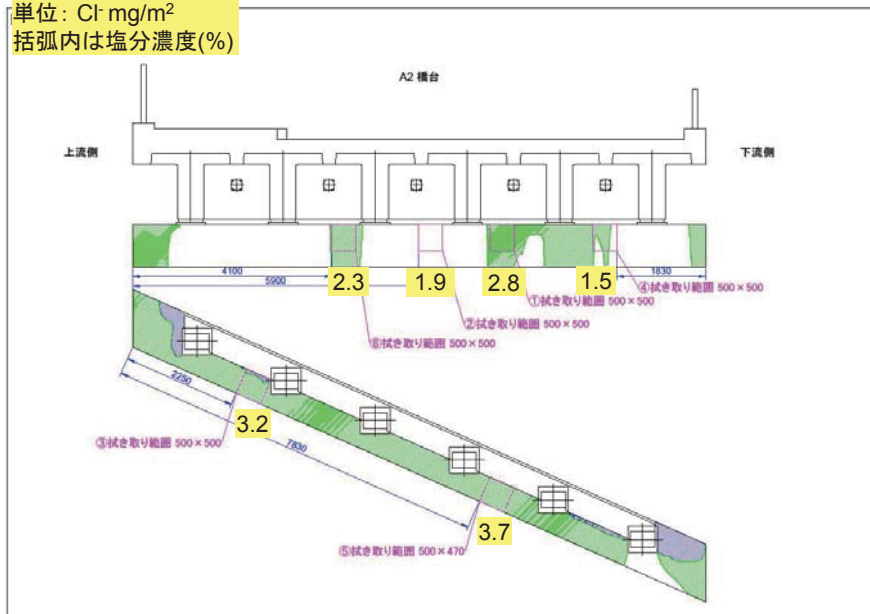 単位: Cl⁻ mg/m²
括弧内は塩分濃度(%)
A2 橋台
上流側
下流側
4100
5900
2.3
1.9
2.8
1.5
1830
④拭き取り範囲 500×500
①拭き取り範囲 500×500
②拭き取り範囲 500×500
⑥拭き取り範囲 500×500
2250
3.2
③拭き取り範囲 500×500
7830
3.7
⑤拭き取り範囲 500×470